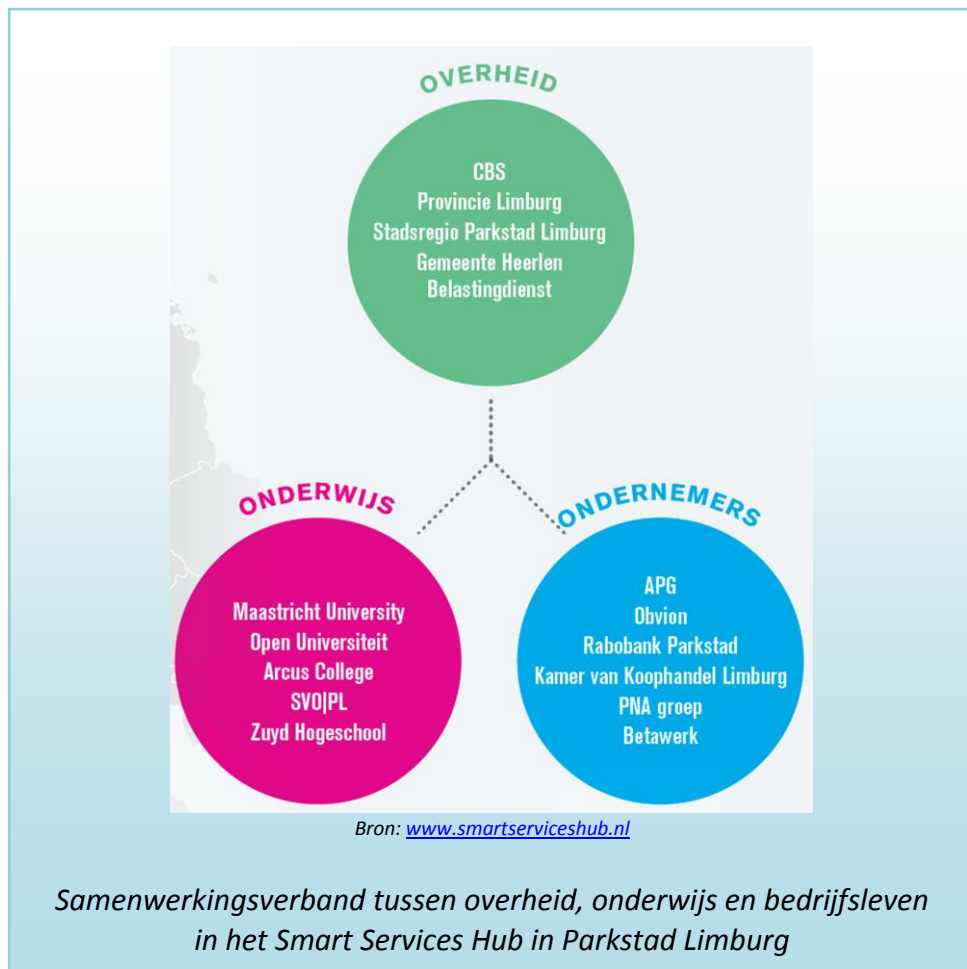 OVERHEID
CBS
Provincie Limburg
Stadsregio Parkstad Limburg
Gemeente Heerlen
Belastingdienst
ONDERWIJS
Maastricht University
Open Universiteit
Arcus College
SVO|PL
Zuyd Hogeschool
ONDERNEMERS
APG
Obvion
Rabobank Parkstad
Kamer van Koophandel Limburg
PNA groep
Betawerk
Bron: www.smartserviceshub.nl
Samenwerkingsverband tussen overheid, onderwijs en bedrijfsleven
in het Smart Services Hub in Parkstad Limburg